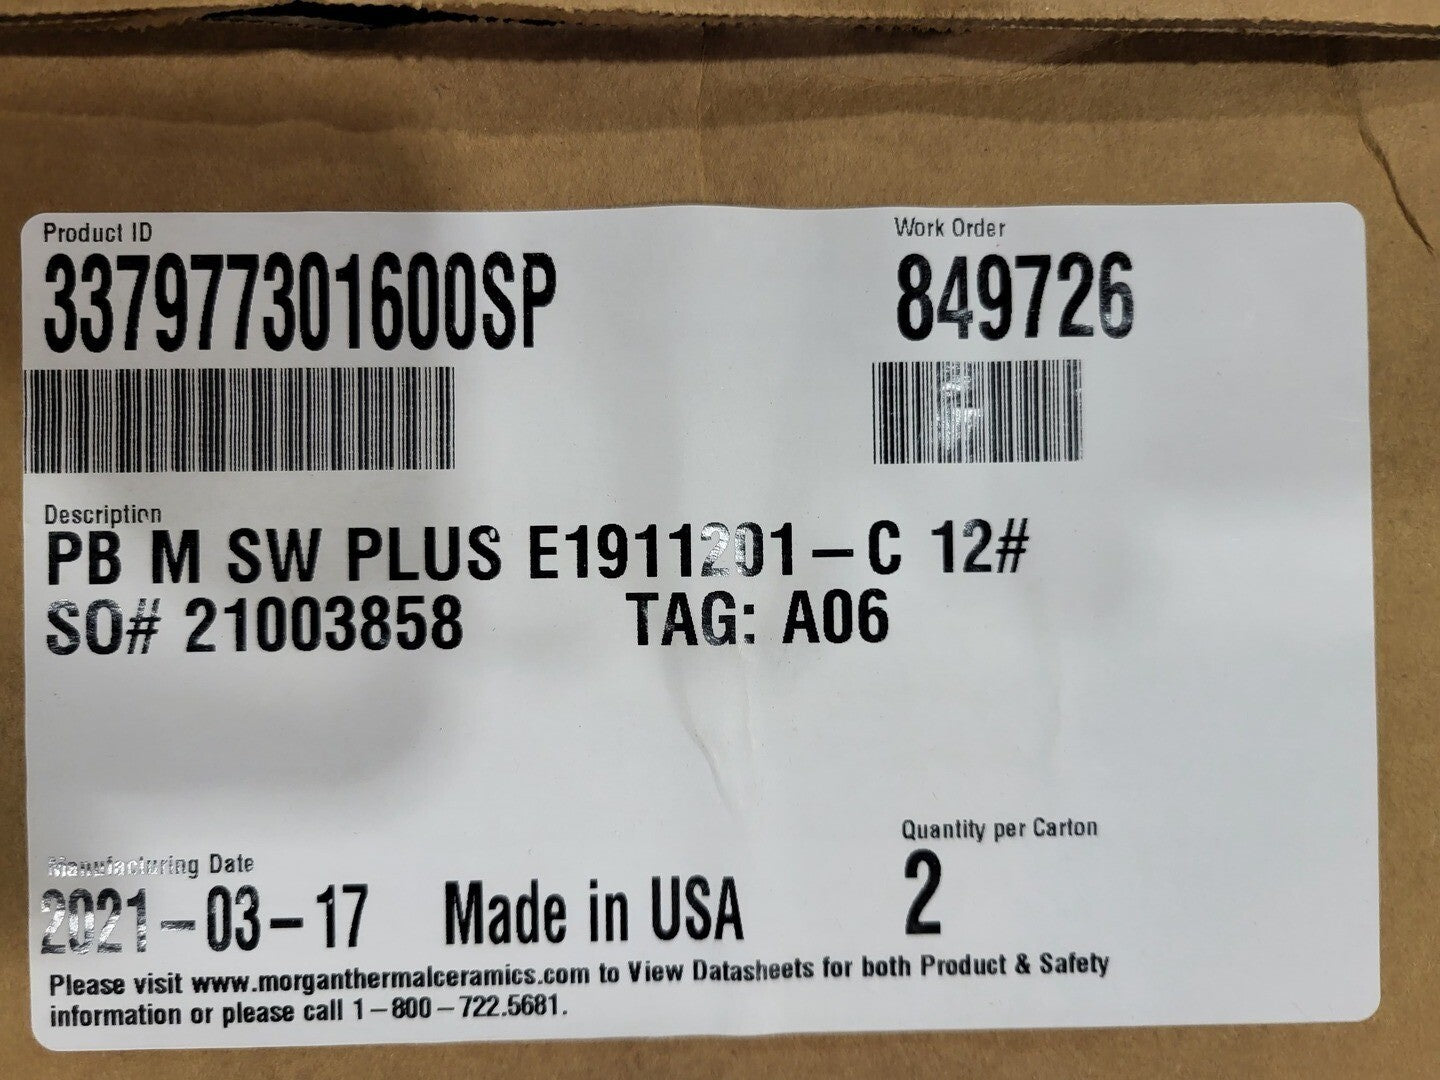 Product ID
337977301600SP
Work Order
849726
Description
PB M SW PLUS E1911201-C 12#
SO# 21003858 TAG: A06
Manufacturing Date
2021-03-17
Made in USA
Quantity per Carton
2
Please visit www.morganthermalceramics.com to View Datasheets for both Product & Safety
information or please call 1-800-722.5681.